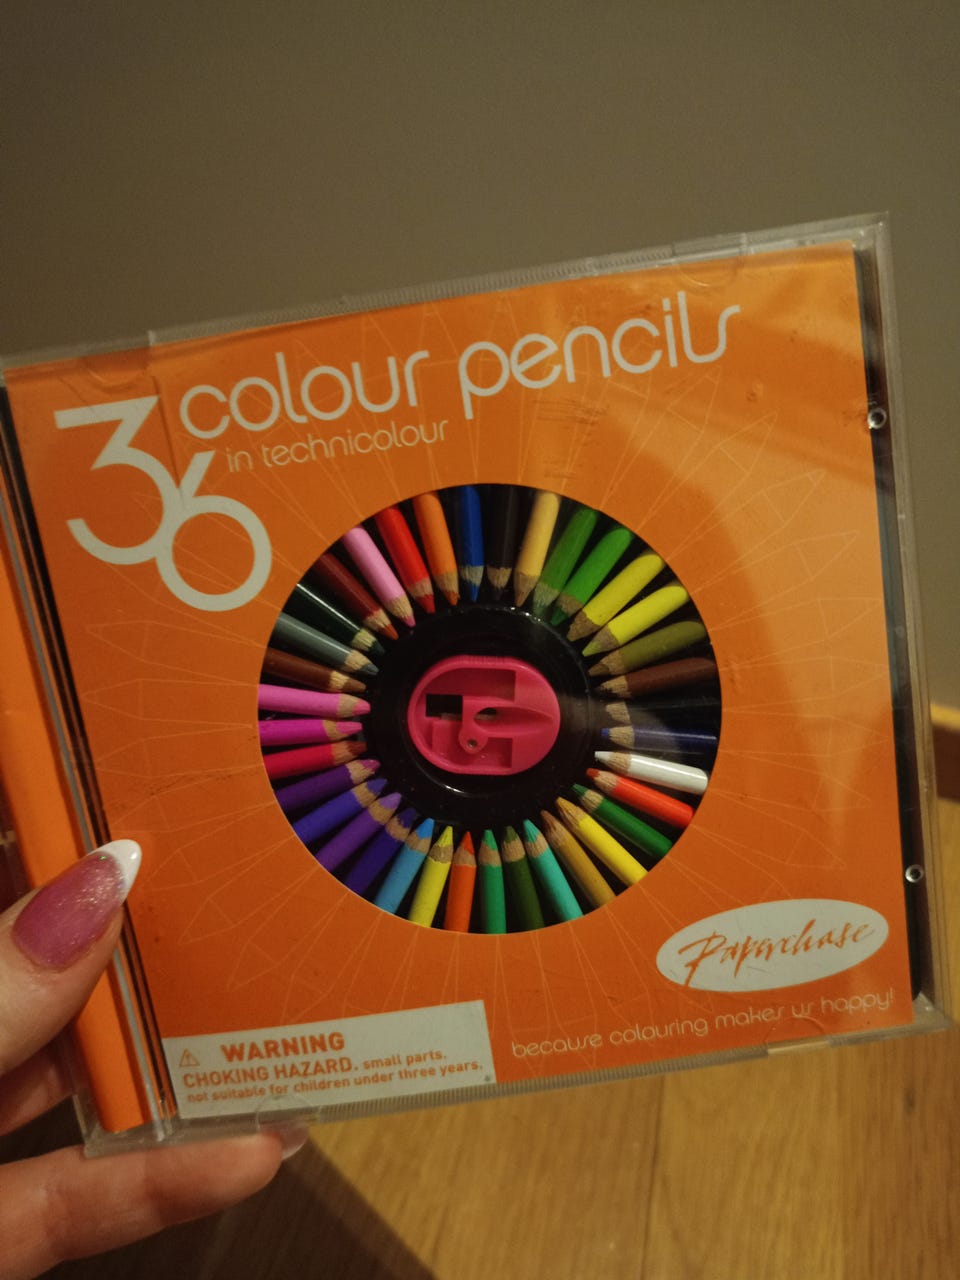 36 colour pencils
in technicolour
Paperchase
because colouring makes us happy!
WARNING
CHOKING HAZARD. small parts.
not suitable for children under three years.